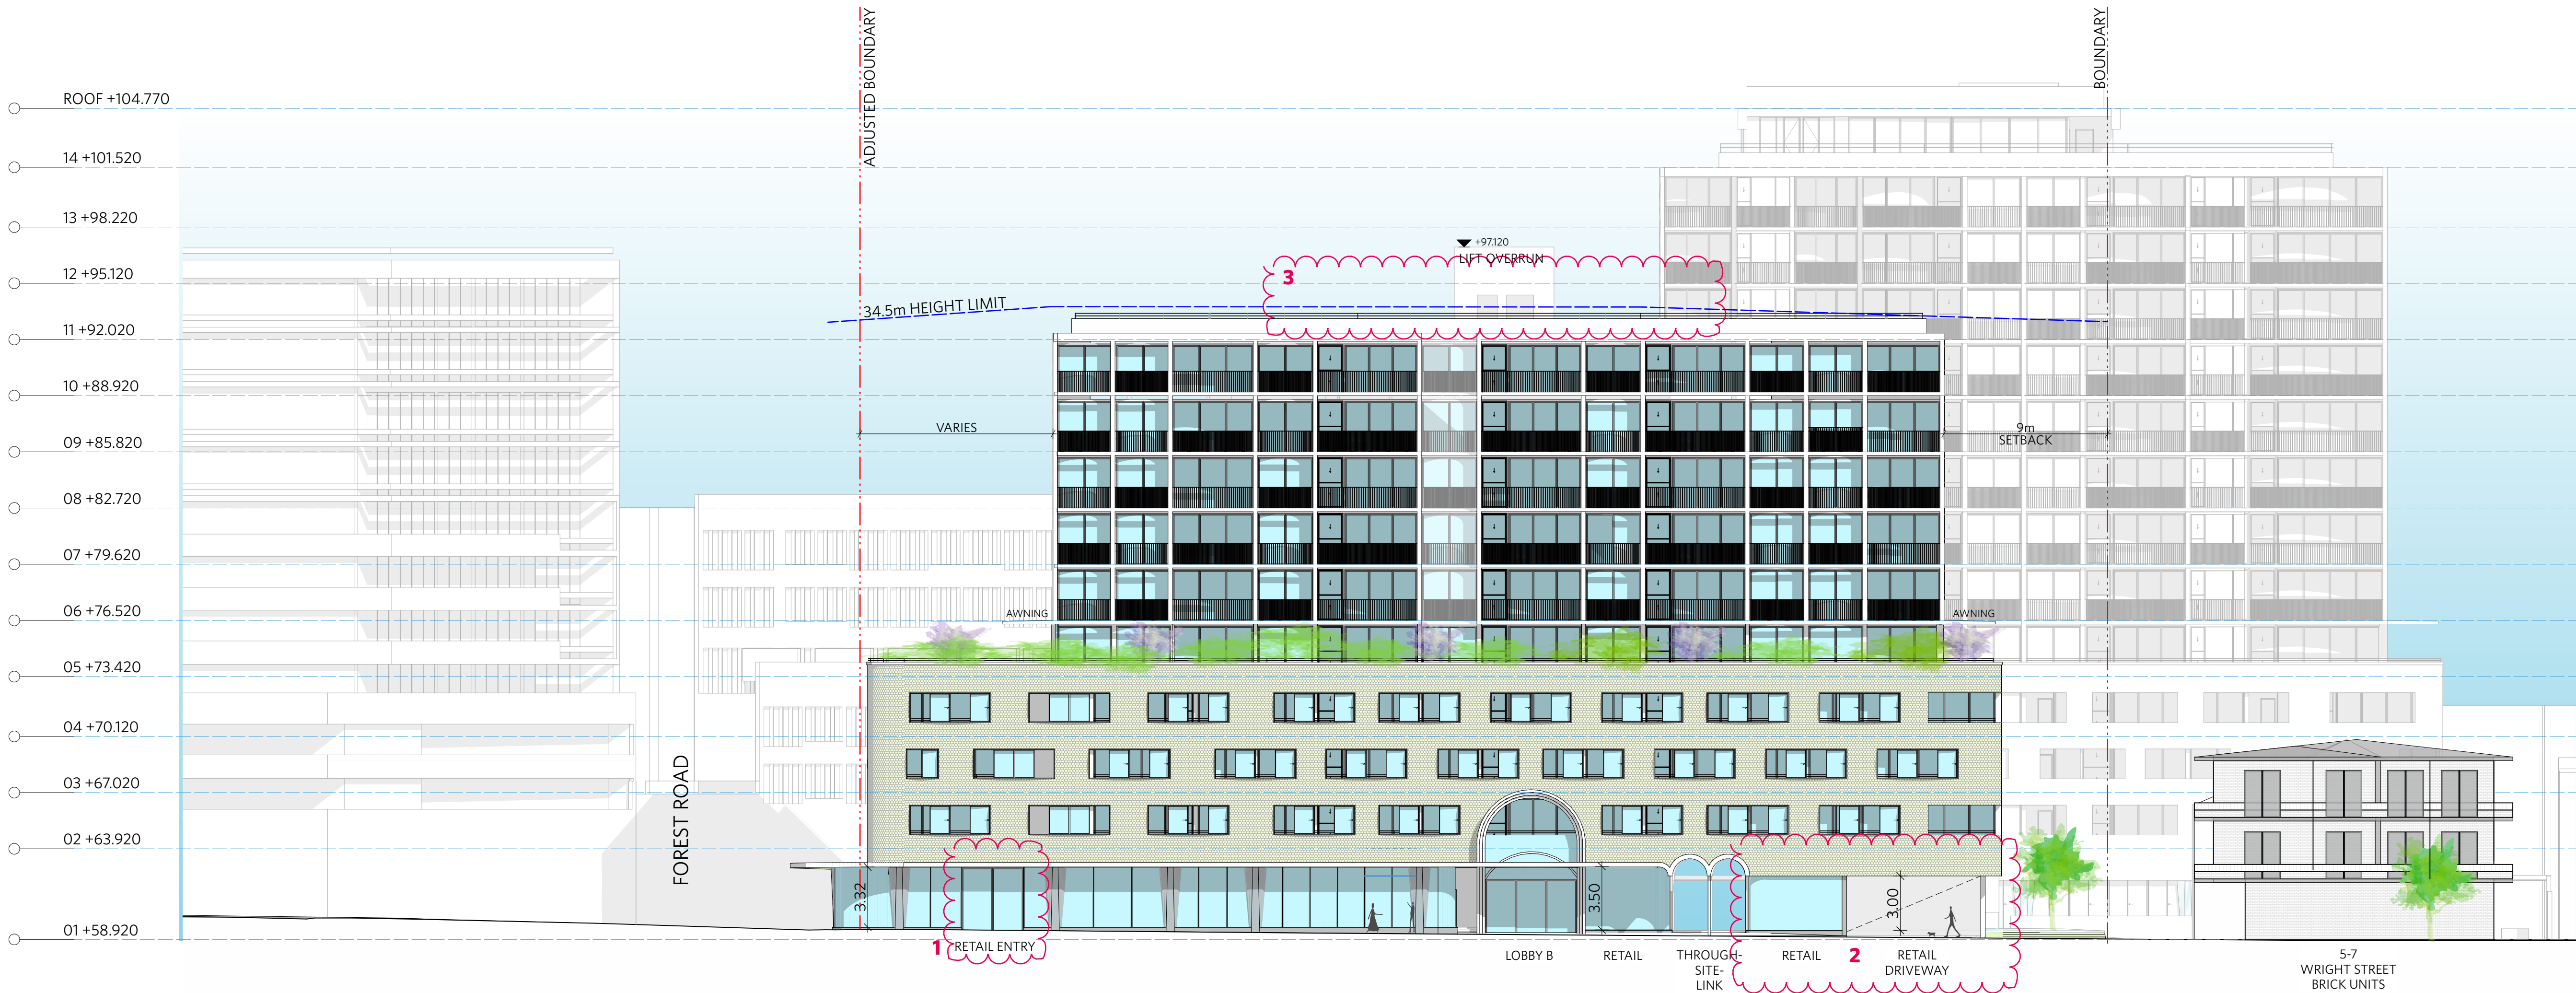 ADJUSTED BOUNDARY
BOUNDARY
ROOF +104.770
14 +101.520
13 +98.220
12 +95.120
11 +92.020
10 +88.920
09 +85.820
08 +82.720
07 +79.620
06 +76.520
05 +73.420
04 +70.120
03 +67.020
02 +63.920
01 +58.920
+97.120
LIFT OVERRUN
3
34.5m HEIGHT LIMIT
VARIES
9m
SETBACK
AWNING
AWNING
FOREST ROAD
3.32
3.50
3.00
1 RETAIL ENTRY
LOBBY B
RETAIL
THROUGH-
SITE-
LINK
RETAIL
2
RETAIL
DRIVEWAY
5-7
WRIGHT STREET
BRICK UNITS